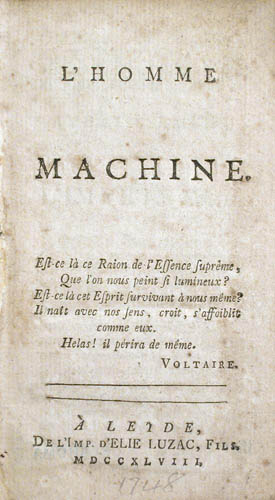 L'HOMME
MACHINE.
Est-ce là ce Raion de l'Essence suprême,
Que l'on nous peint si lumineux?
Est-ce là cet Esprit survivant à nous même?
Il naît avec nos sens, croit, s'affoiblit
comme eux.
Helas! il périra de même.
VOLTAIRE.
À LEIDE,
DE L'IMP. D'ELIE LUZAC, FILS.
MDCCXLVIII,
1748